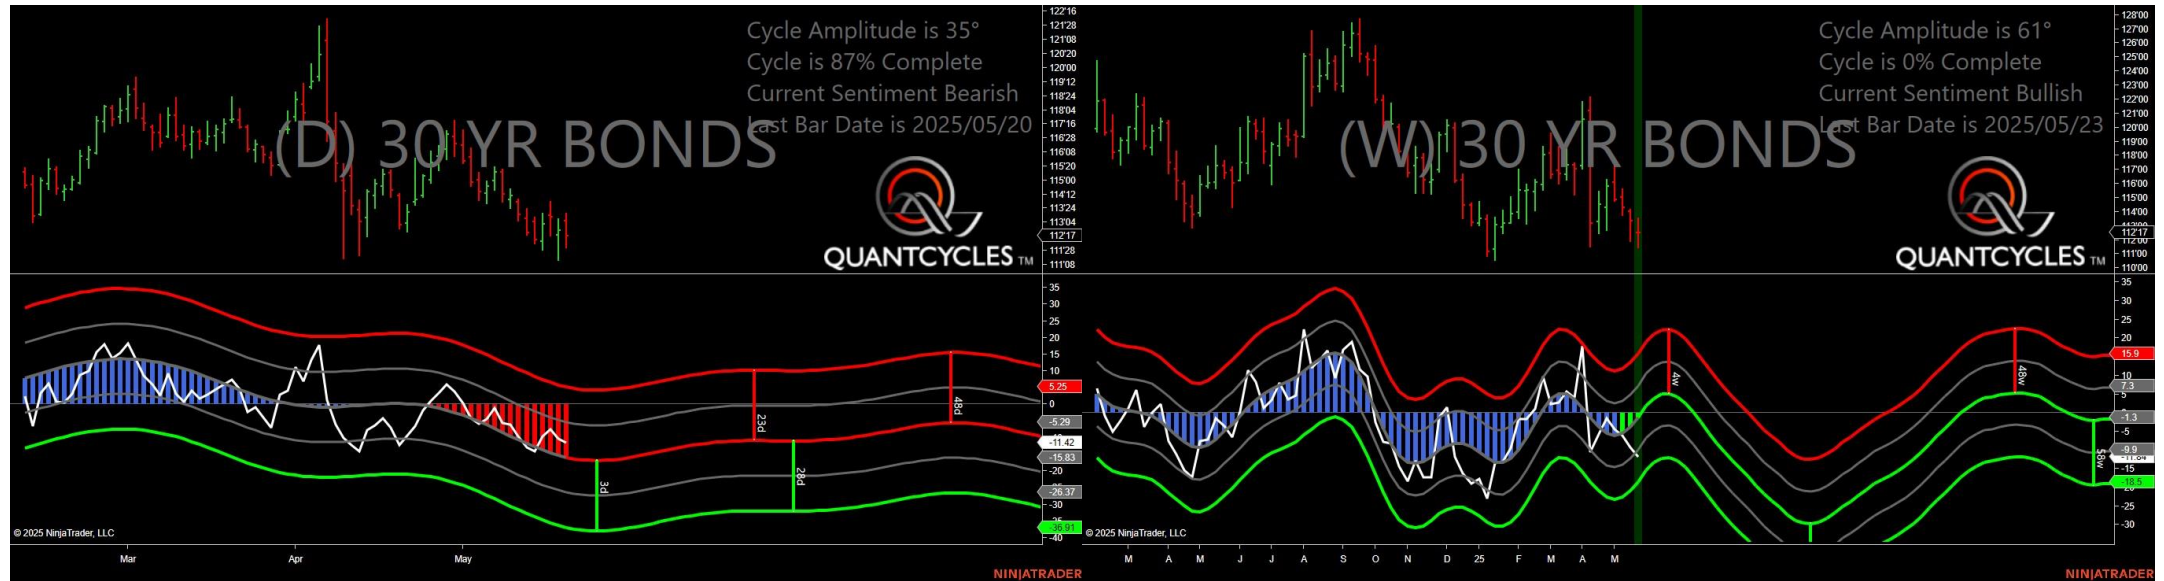 Cycle Amplitude is 35°
Cycle is 87% Complete
Current Sentiment Bearish
Last Bar Date is 2025/05/20
(D) 30 YR BONDS
QUANTCYCLES TM
122'16
121'28
121'08
120'20
120'00
119'12
118'24
118'04
117'16
116'28
116'08
115'20
115'00
114'12
113'24
113'04
112'17
111'28
111'08
35
30
25
20
15
10
5.25
0
-5.29
-11.42
-15.83
-20
-26.37
-30
-36.91
-40
3d
23d
28d
48d
© 2025 NinjaTrader, LLC
Mar
Apr
May
NINJATRADER
Cycle Amplitude is 61°
Cycle is 0% Complete
Current Sentiment Bullish
Last Bar Date is 2025/05/23
(W) 30 YR BONDS
QUANTCYCLES TM
128'00
127'00
126'00
125'00
124'00
123'00
122'00
121'00
120'00
119'00
118'00
117'00
116'00
115'00
114'00
112'17
112'00
110'00
35
30
25
20
15.9
10
7.3
5
-1.3
-5
-9.9
-15
-18.5
-25
-30
4w
48w
58w
© 2025 NinjaTrader, LLC
M A M J J A S O N D 25 F M A M
NINJATRADER